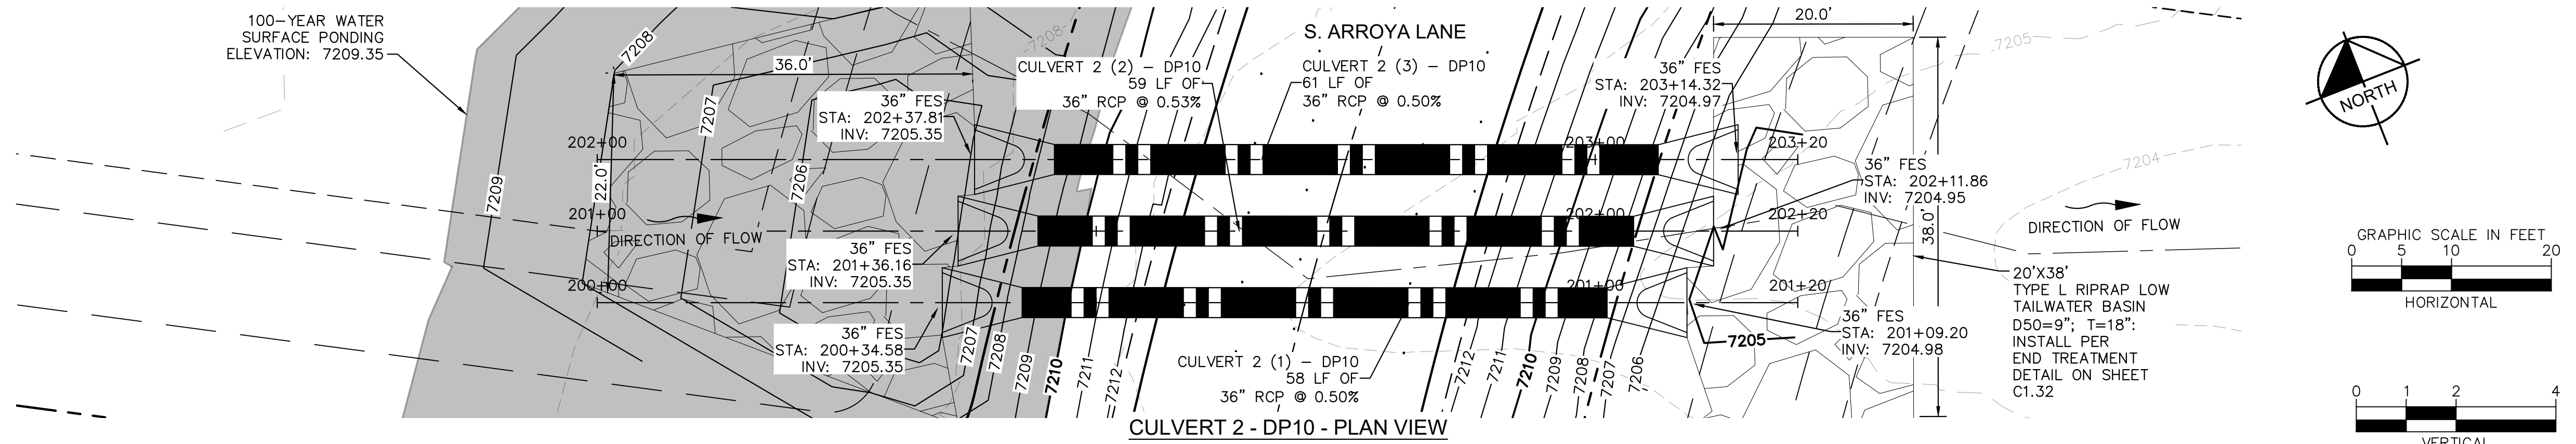 100-YEAR WATER
SURFACE PONDING
ELEVATION: 7209.35
7208
7208
S. ARROYA LANE
20.0'
7205
36.0'
CULVERT 2 (2) – DP10
59 LF OF
36" RCP @ 0.53%
CULVERT 2 (3) – DP10
61 LF OF
36" RCP @ 0.50%
36" FES
STA: 203+14.32
INV: 7204.97
NORTH
7207
36" FES
STA: 202+37.81
INV: 7205.35
202+00
203+00
203+20
7204
22.0'
7206
7209
36" FES
STA: 202+11.86
INV: 7204.95
201+00
202+00
202+20
DIRECTION OF FLOW
38.0'
DIRECTION OF FLOW
36" FES
STA: 201+36.16
INV: 7205.35
GRAPHIC SCALE IN FEET
0 5 10 20
HORIZONTAL
20'X38'
TYPE L RIPRAP LOW
TAILWATER BASIN
D50=9"; T=18":
INSTALL PER
END TREATMENT
DETAIL ON SHEET
C1.32
200+00
201+00
201+20
36" FES
STA: 200+34.58
INV: 7205.35
36" FES
STA: 201+09.20
INV: 7204.98
7205
7207
7208
7209
7210
7211
7212
CULVERT 2 (1) – DP10
58 LF OF
36" RCP @ 0.50%
7212
7211
7210
7209
7208
7207
7206
0 1 2 4
VERTICAL
CULVERT 2 - DP10 - PLAN VIEW